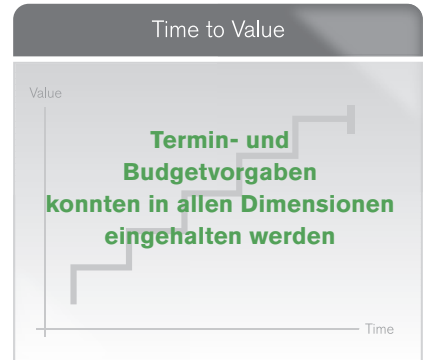 Time to Value
Value
Termin- und
Budgetvorgaben
konnten in allen Dimensionen
eingehalten werden
Time